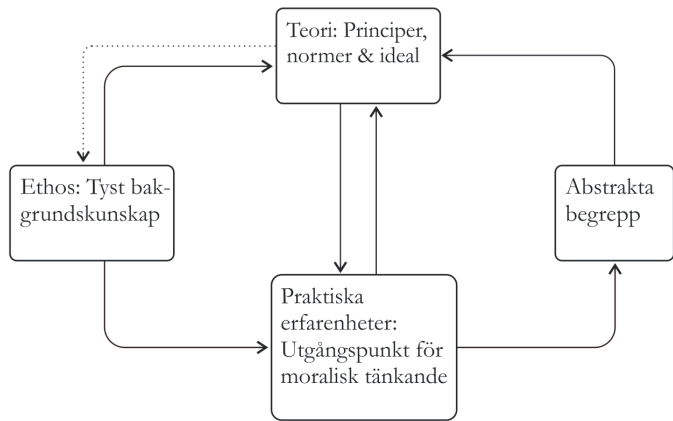 Teori: Principer,
normer & ideal
Ethos: Tyst bak-
grundskunskap
Abstrakta
begrepp
Praktiska
erfarenheter:
Utgångspunkt för
moralisk tänkande